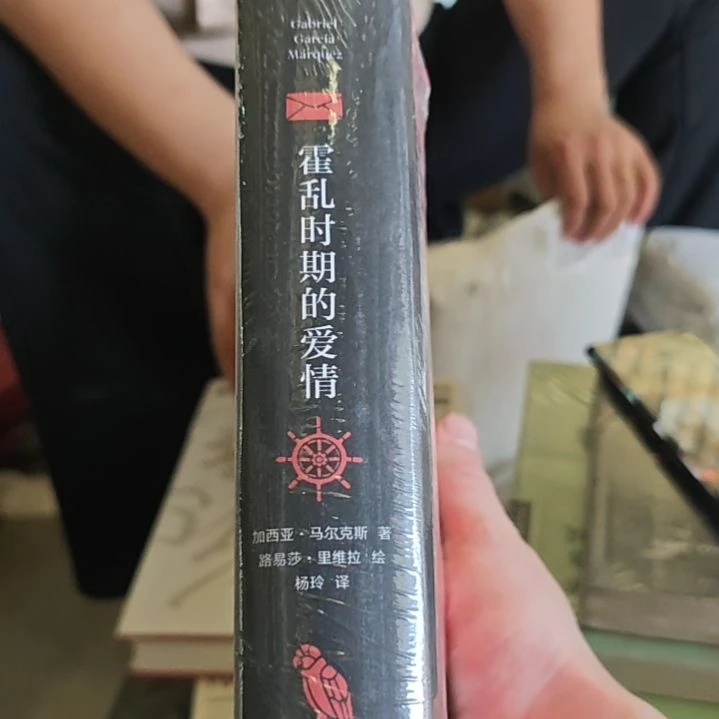 Gabriel
García
Márquez
霍乱时期的爱情
加西亚·马尔克斯 著
路易莎·里维拉 绘
杨玲 译